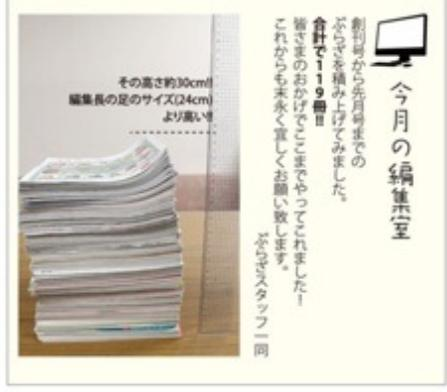 今月の編集室
創刊号から先月号までの
ぷらざを積み上げてみました。
合計で119冊!!
皆さまのおかげでここまでやってこれました！
これからも末永く宜しくお願い致します。
ぷらざスタッフ一同
その高さ約30cm!!
編集長の足のサイズ(24cm)
より高い!!